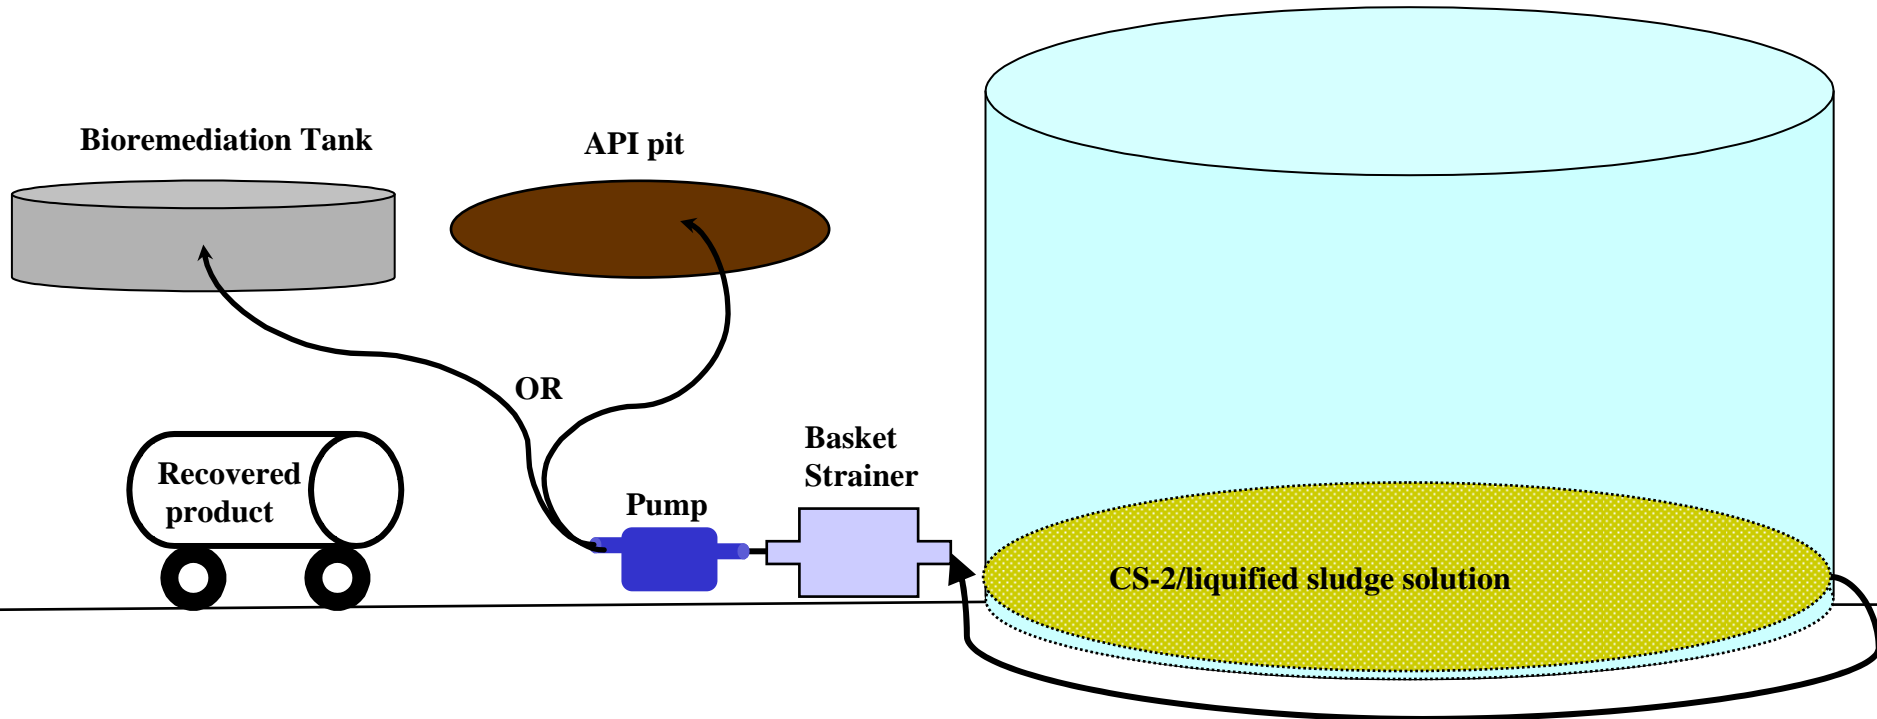 Bioremediation Tank
API pit
OR
Basket
Strainer
Recovered
product
Pump
CS-2/liquified sludge solution